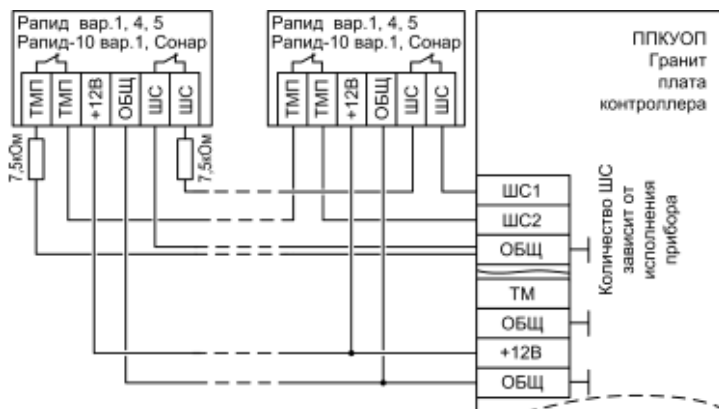 Рапид вар.1, 4, 5
Рапид-10 вар.1, Сонар
ТМП
ТМП
+12В
ОБЩ
ШС
ШС
7,5кОм
7,5кОм
Рапид вар.1, 4, 5
Рапид-10 вар.1, Сонар
ТМП
ТМП
+12В
ОБЩ
ШС
ШС
ППКУОП
Гранит
плата
контроллера
ШС1
ШС2
ОБЩ
ТМ
ОБЩ
+12В
ОБЩ
Количество ШС
зависит от
исполнения
прибора